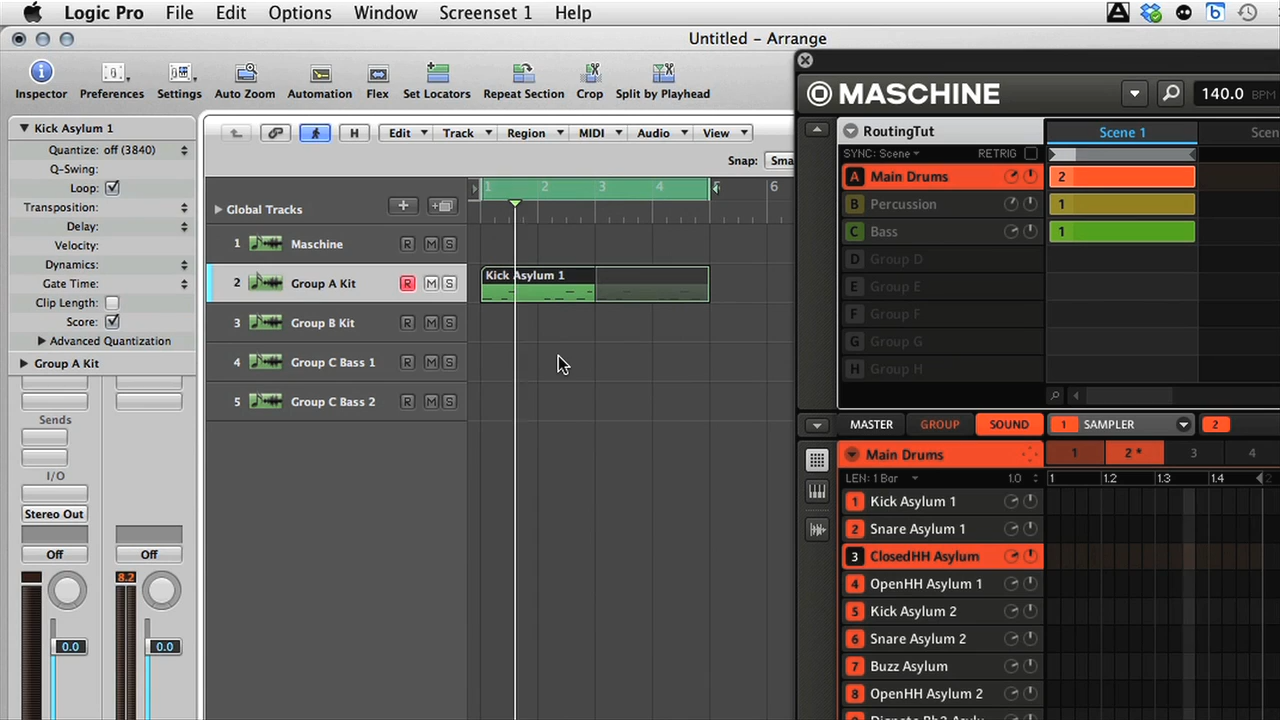 Logic Pro File Edit Options Window Screenset 1 Help
Untitled – Arrange
Inspector Preferences Settings Auto Zoom Automation Flex Set Locators Repeat Section Crop Split by Playhead
MASCHINE 140.0 BPM
Kick Asylum 1
Edit Track Region MIDI Audio View
H
RoutingTut Scene 1
Quantize: off (3840)
SYNC: Scene RETRIG
Snap:
Q-Swing:
Loop:
A Main Drums 2
1 2 3 4 5 6
Transposition:
Global Tracks
B Percussion 1
Delay:
C Bass 1
Velocity:
1 Maschine R M S
D Group D
Dynamics:
Kick Asylum 1
2 Group A Kit R M S
E Group E
Gate Time:
Clip Length:
F Group F
Score:
3 Group B Kit R M S
Advanced Quantization
G Group G
Group A Kit
4 Group C Bass 1 R M S
H Group H
5 Group C Bass 2 R M S
Sends
MASTER GROUP SOUND 1 SAMPLER 2
Main Drums 1 2 * 3 4
I/O
LEN: 1 Bar 1.0 1 1.2 1.3 1.4 2
Stereo Out
1 Kick Asylum 1
2 Snare Asylum 1
Off Off
3 ClosedHH Asylum
8.2
4 OpenHH Asylum 1
5 Kick Asylum 2
6 Snare Asylum 2
0.0 0.0
7 Buzz Asylum
8 OpenHH Asylum 2